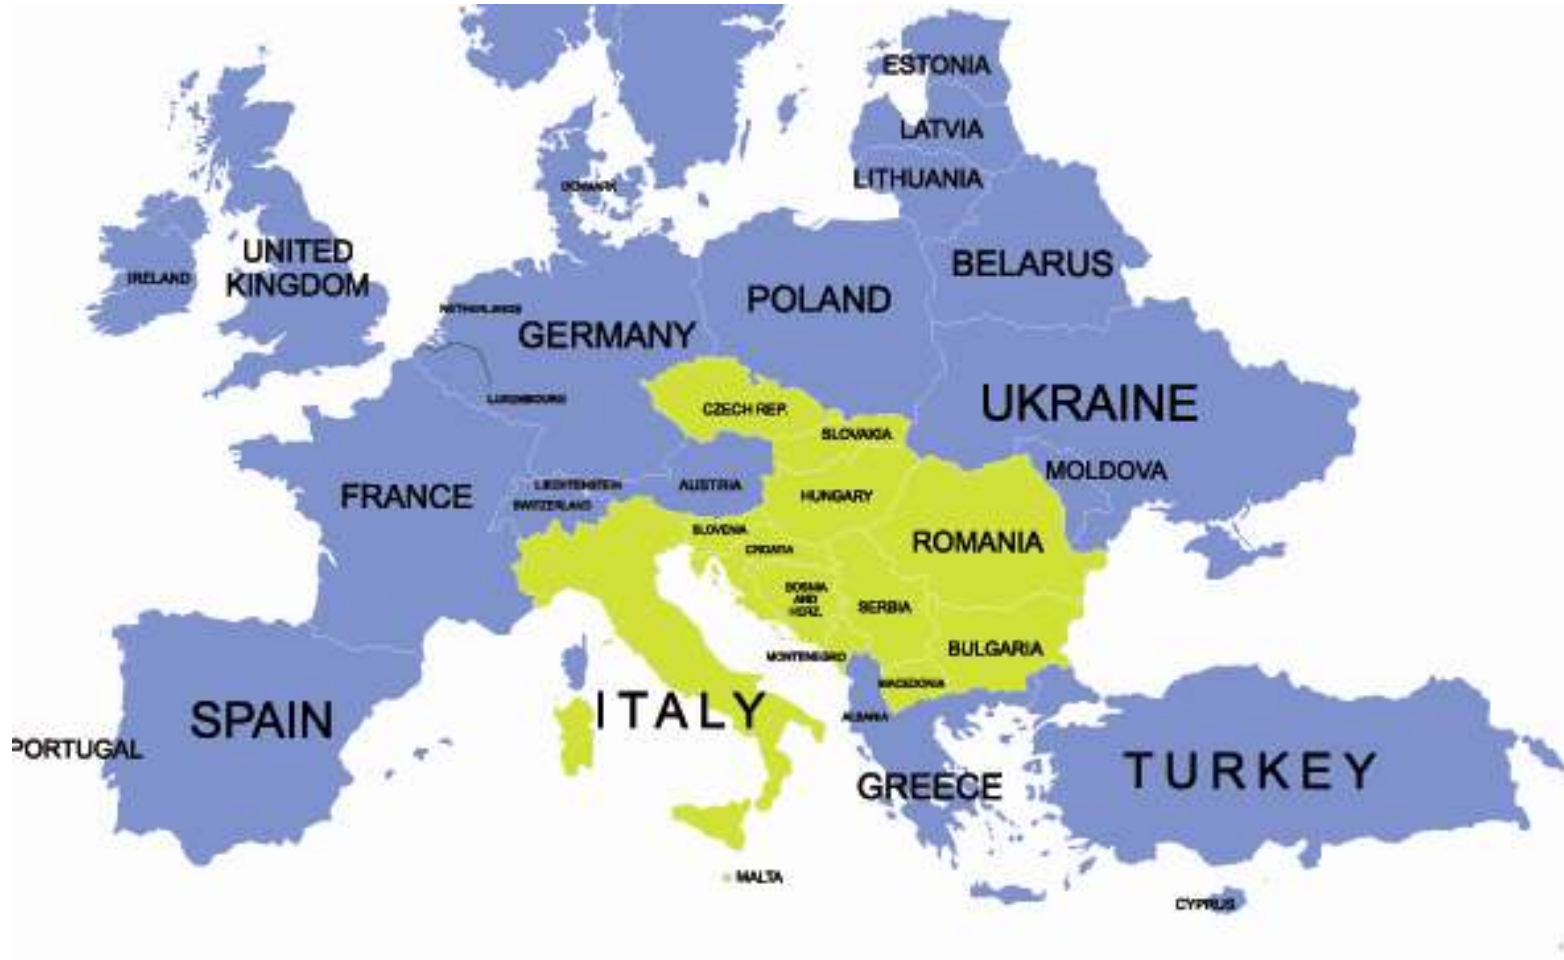 ESTONIA
LATVIA
LITHUANIA
DENMARK
UNITED
KINGDOM
IRELAND
BELARUS
POLAND
NETHERLANDS
GERMANY
LUXEMBOURG
UKRAINE
CZECH REP.
SLOVAKIA
MOLDOVA
LIECHTENSTEIN
AUSTRIA
FRANCE
HUNGARY
SWITZERLAND
SLOVENIA
ROMANIA
CROATIA
BOSNIA
AND
HERZ.
SERBIA
BULGARIA
MONTENEGRO
MACEDONIA
ITALY
SPAIN
ALBANIA
PORTUGAL
TURKEY
GREECE
MALTA
CYPRUS